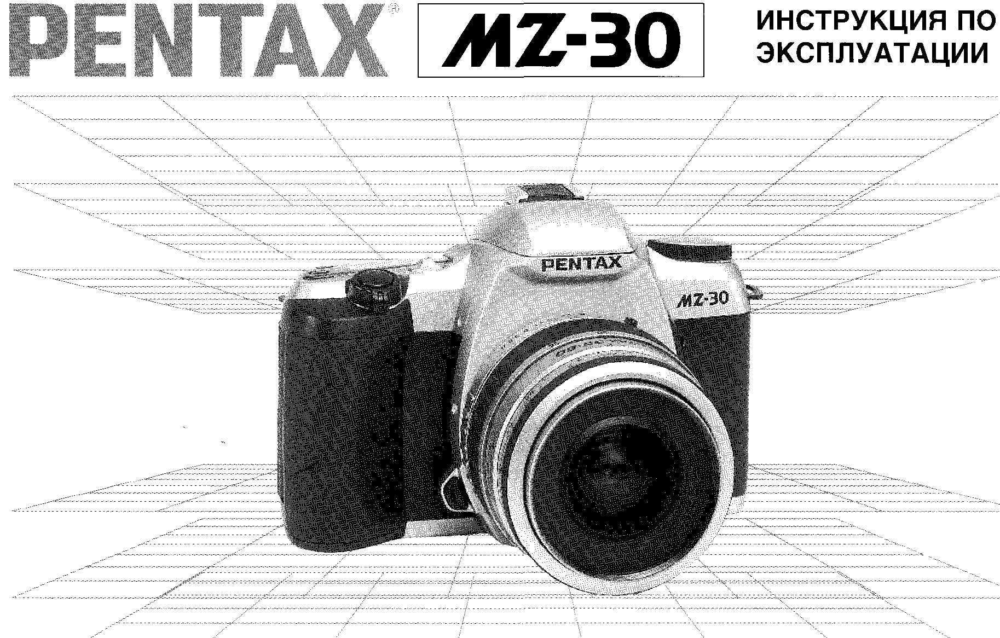 PENTAX®
MZ-30
ИНСТРУКЦИЯ ПО
ЭКСПЛУАТАЦИИ
PENTAX
MZ-30